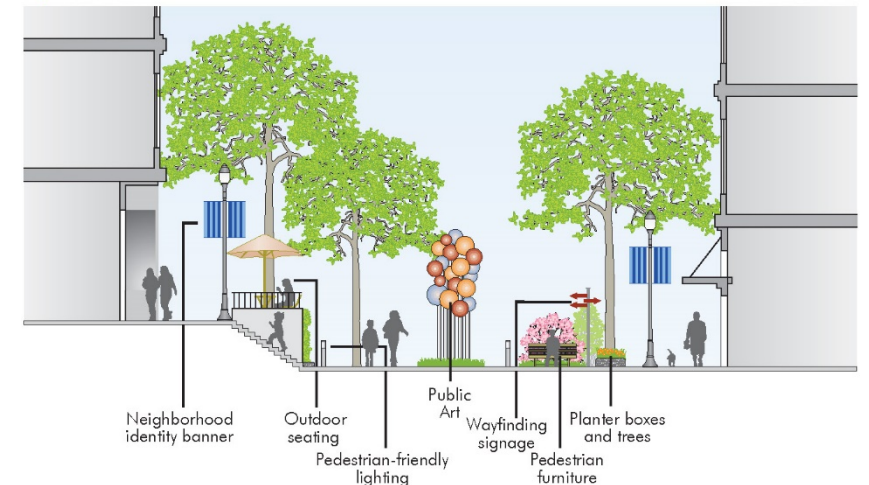 Neighborhood
identity banner
Outdoor
seating
Pedestrian-friendly
lighting
Public
Art
Wayfinding
signage
Pedestrian
furniture
Planter boxes
and trees